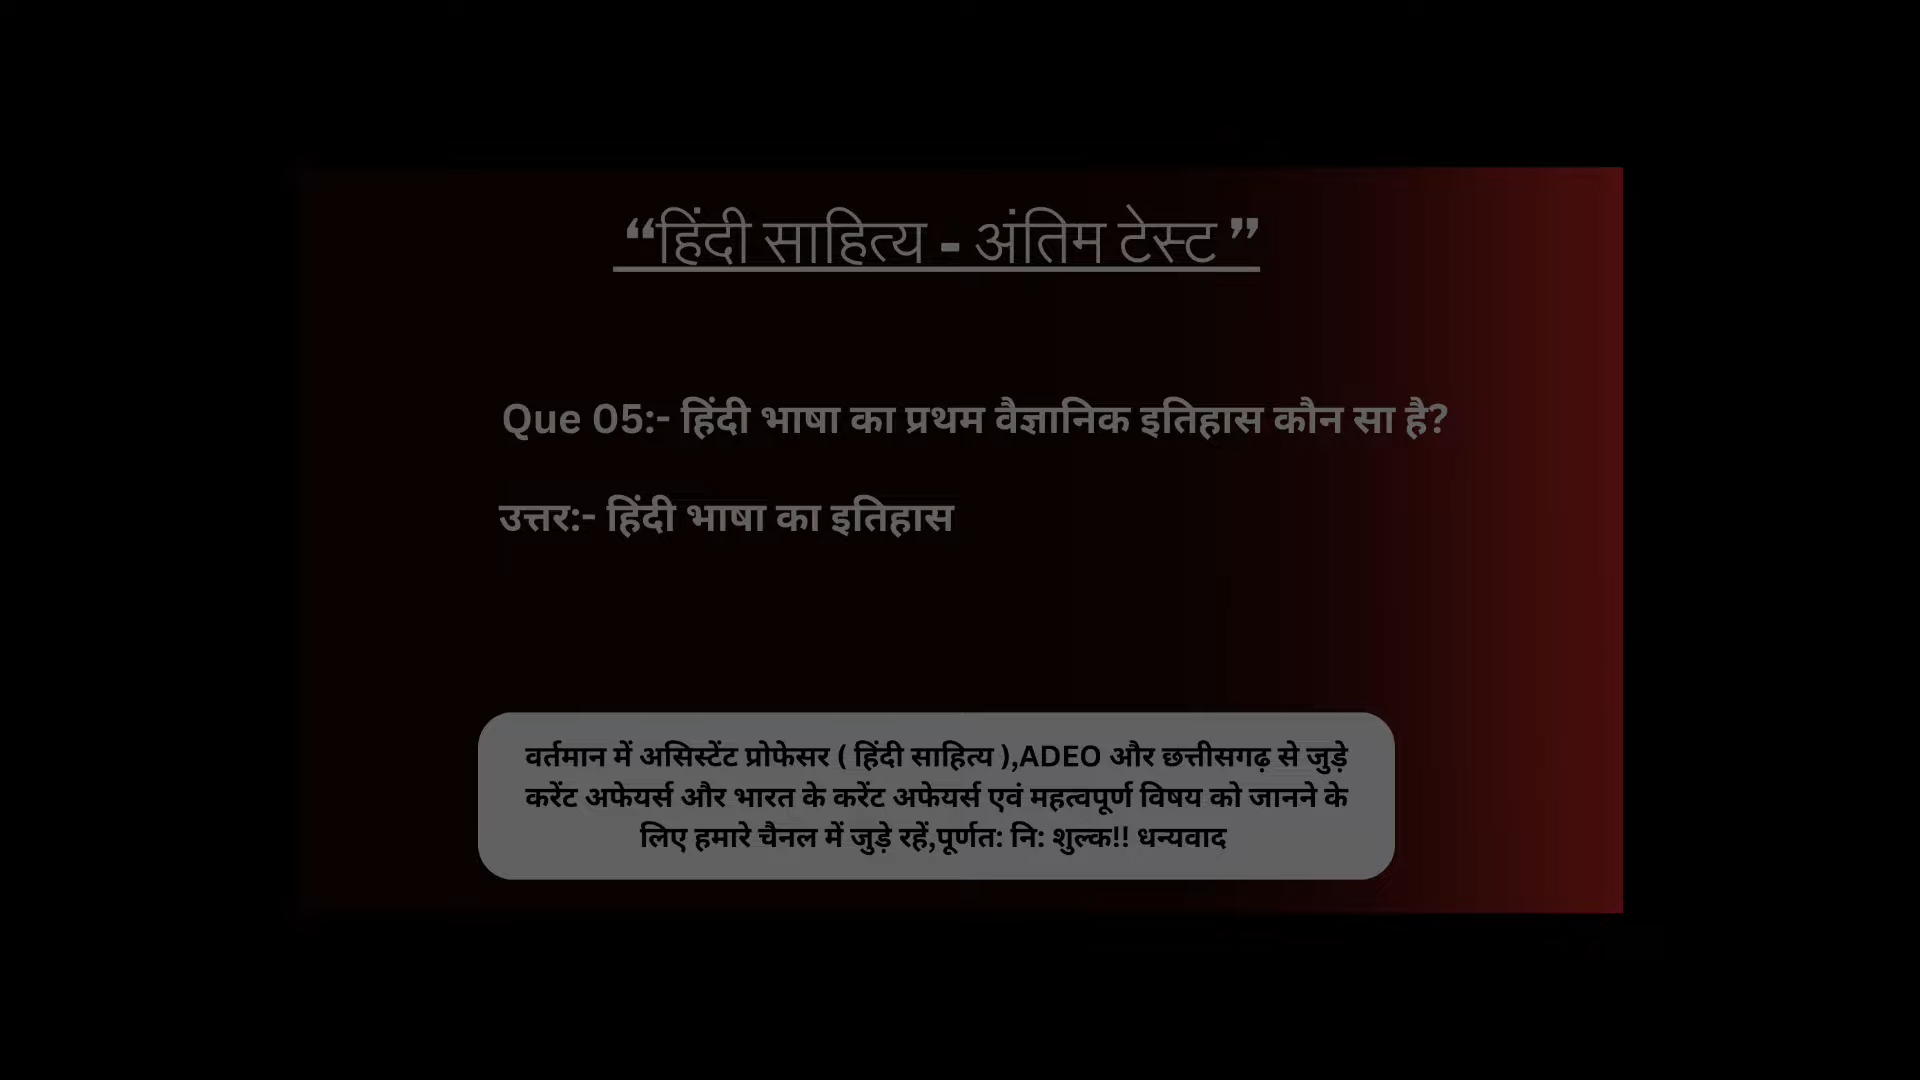 “हिंदी साहित्य - अंतिम टेस्ट ”
Que 05:- हिंदी भाषा का प्रथम वैज्ञानिक इतिहास कौन सा है?
उत्तर:- हिंदी भाषा का इतिहास
वर्तमान में असिस्टेंट प्रोफेसर ( हिंदी साहित्य ),ADEO और छत्तीसगढ़ से जुड़े
करेंट अफेयर्स और भारत के करेंट अफेयर्स एवं महत्वपूर्ण विषय को जानने के
लिए हमारे चैनल में जुड़े रहें,पूर्णत: नि: शुल्क!! धन्यवाद